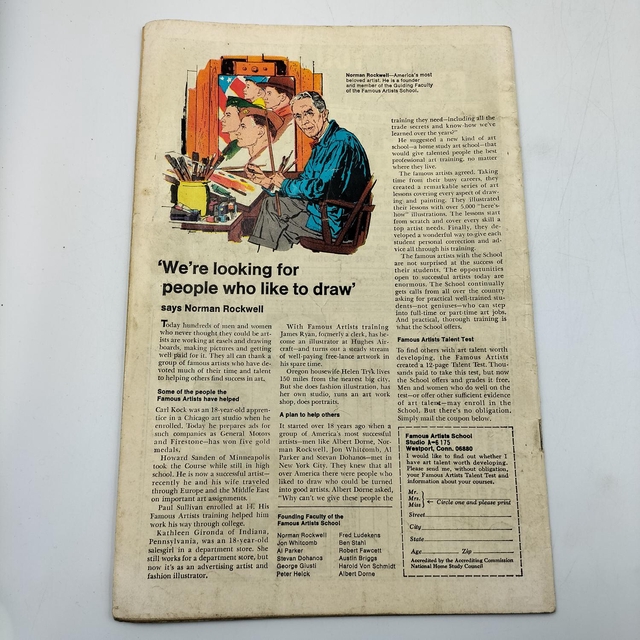 Norman Rockwell—America's most
beloved artist. He is a founder
and member of the Guiding Faculty
of the Famous Artists School.
'We're looking for
people who like to draw'
says Norman Rockwell
Today hundreds of men and women
who never thought they could be art-
ists are working at easels and drawing
boards, making pictures and getting
well paid for it. They all can thank a
group of famous artists who have de-
voted much of their time and talent
to helping others find success in art.
Some of the people the
Famous Artists have helped
Carl Kock was an 18-year-old appren-
tice in a Chicago art studio when he
enrolled. Today he prepares ads for
such companies as General Motors
and Firestone—has won five gold
medals.
Howard Sanden of Minneapolis
took the Course while still in high
school. He is now a successful artist—
recently he and his wife traveled
through Europe and the Middle East
on important art assignments.
Paul Sullivan enrolled at 17. His
Famous Artists training helped him
work his way through college.
Kathleen Gironda of Indiana,
Pennsylvania, was an 18-year-old
salesgirl in a department store. She
still works for a department store, but
now it's as an advertising artist and
fashion illustrator.
With Famous Artists training
James Ryan, formerly a clerk, has be-
come an illustrator at Hughes Air-
craft—and turns out a steady stream
of well-paying free-lance artwork in
his spare time.
Oregon housewife Helen Tryk lives
150 miles from the nearest big city.
But she does fashion illustration, has
her own studio, runs an art work
shop, does portraits.
A plan to help others
It started over 18 years ago when a
group of America's most successful
artists—men like Albert Dorne, Nor-
man Rockwell, Jon Whitcomb, Al
Parker and Stevan Dohanos—met in
New York City. They knew that all
over America there were people who
liked to draw who could be turned
into good artists. Albert Dorne asked,
"Why can't we give these people the
Founding Faculty of the
Famous Artists School
Norman Rockwell
Jon Whitcomb
Al Parker
Stevan Dohanos
George Giusti
Peter Helck
Fred Ludekens
Ben Stahl
Robert Fawcett
Austin Briggs
Harold Von Schmidt
Albert Dorne
training they need—including all the
trade secrets and know-how we've
learned over the years?"
He suggested a new kind of art
school—a home study art school—that
would give talented people the best
professional art training, no matter
where they live.
The famous artists agreed. Taking
time from their busy careers, they
created a remarkable series of art
lessons covering every aspect of draw-
ing and painting. They illustrated
their lessons with over 5,000 "here's-
how" illustrations. The lessons start
from scratch and cover every skill a
top artist needs. Finally, they de-
veloped a wonderful way to give each
student personal correction and ad-
vice all through his training.
The famous artists with the School
are not surprised at the success of
their students. The opportunities
open to successful artists today are
enormous. The School continually
gets calls from all over the country
asking for practical well-trained stu-
dents—not geniuses—who can step
into full-time or part-time art jobs.
And practical, thorough training is
what the School offers.
Famous Artists Talent Test
To find others with art talent worth
developing, the Famous Artists
created a 12-page Talent Test. Thou-
sands paid to take this test, but now
the School offers and grades it free.
Men and women who do well on the
test—or offer other sufficient evidence
of art talent—may enroll in the
School. But there's no obligation.
Simply mail the coupon below.
Famous Artists School
Studio A-6175
Westport, Conn. 06880
I would like to find out whether I
have art talent worth developing.
Please send me, without obligation,
your Famous Artists Talent Test and
information about your courses.
Mr.
Mrs.
Miss
← Circle one and please print
Street
City
State
Age Zip
Accredited by the Accrediting Commission
National Home Study Council